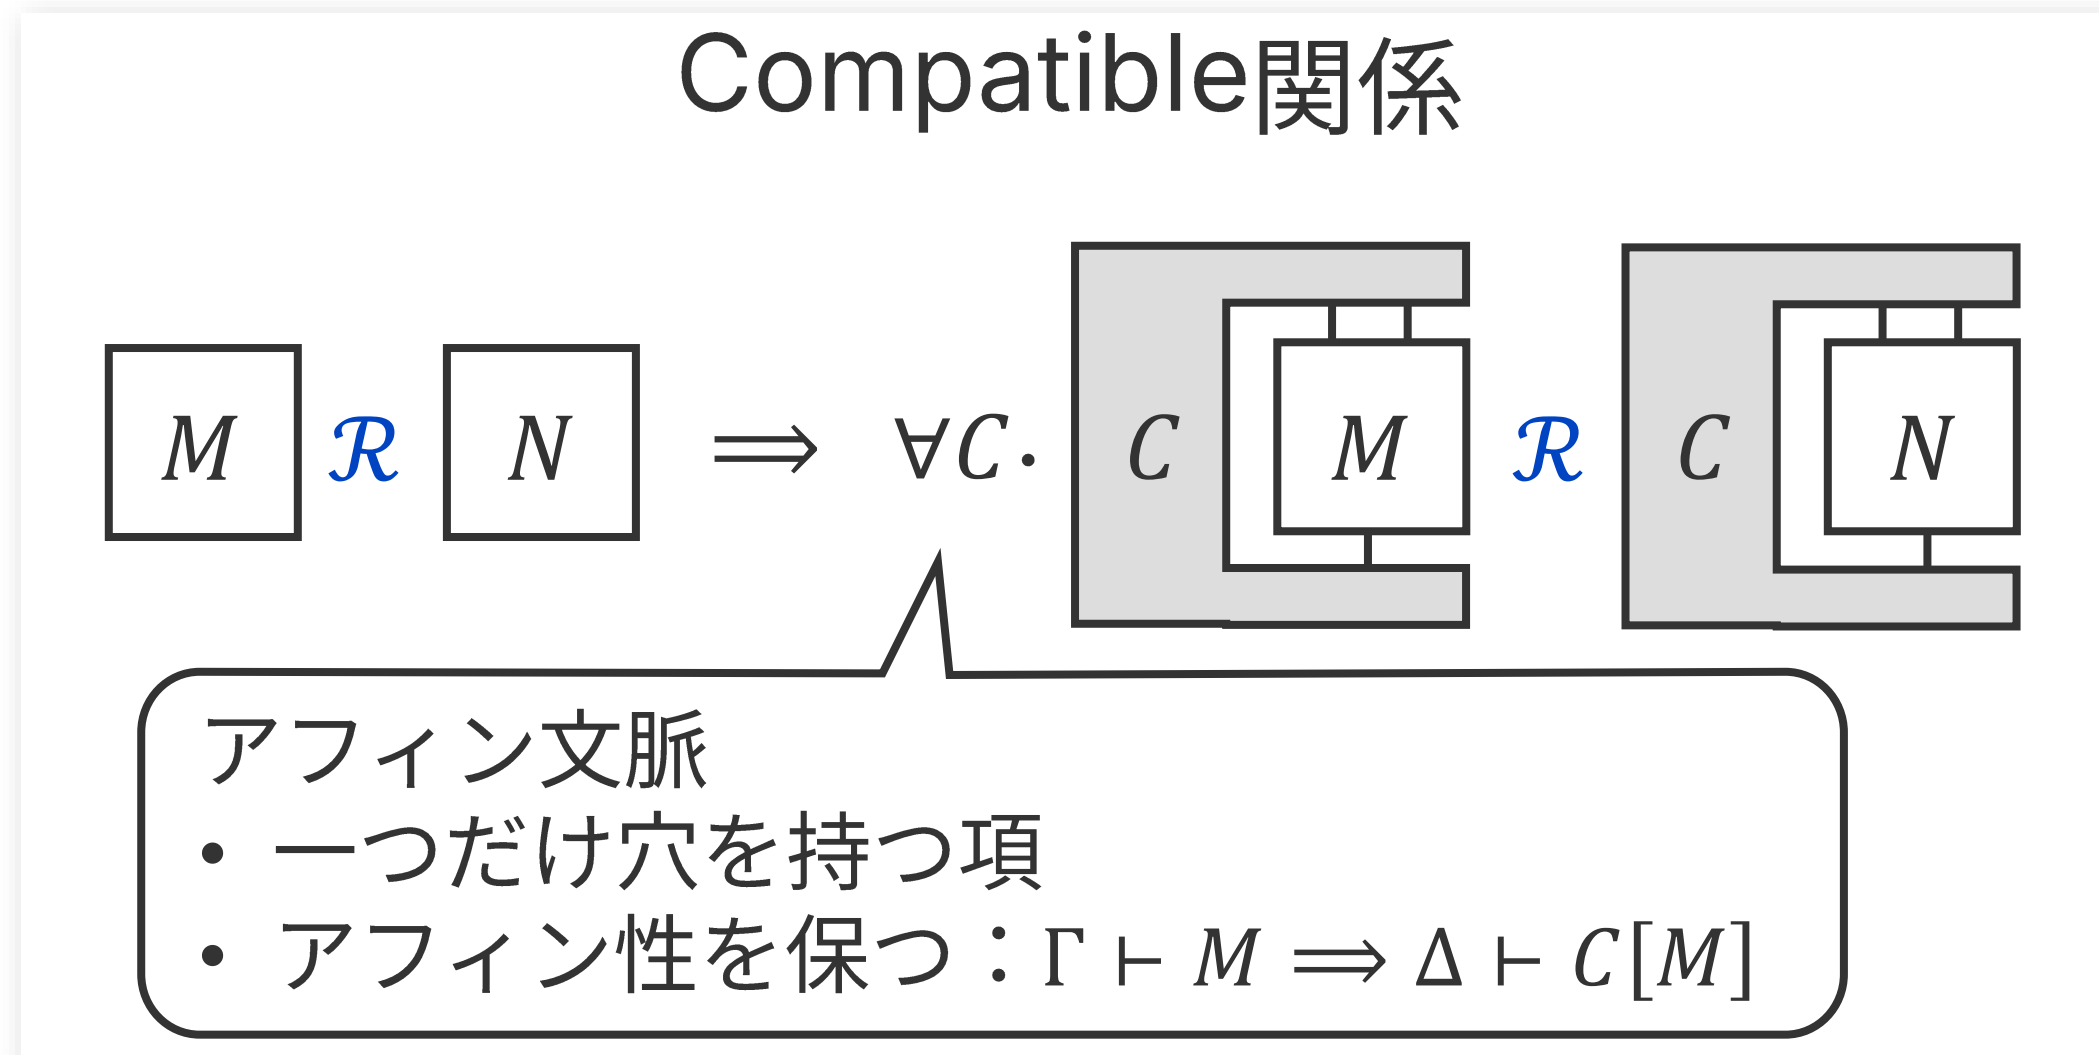 Compatible関係
M ℛ N ⟹ ∀C. C M ℛ C N
アフィン文脈
• 一つだけ穴を持つ項
• アフィン性を保つ：Γ ⊢ M ⟹ Δ ⊢ C[M]